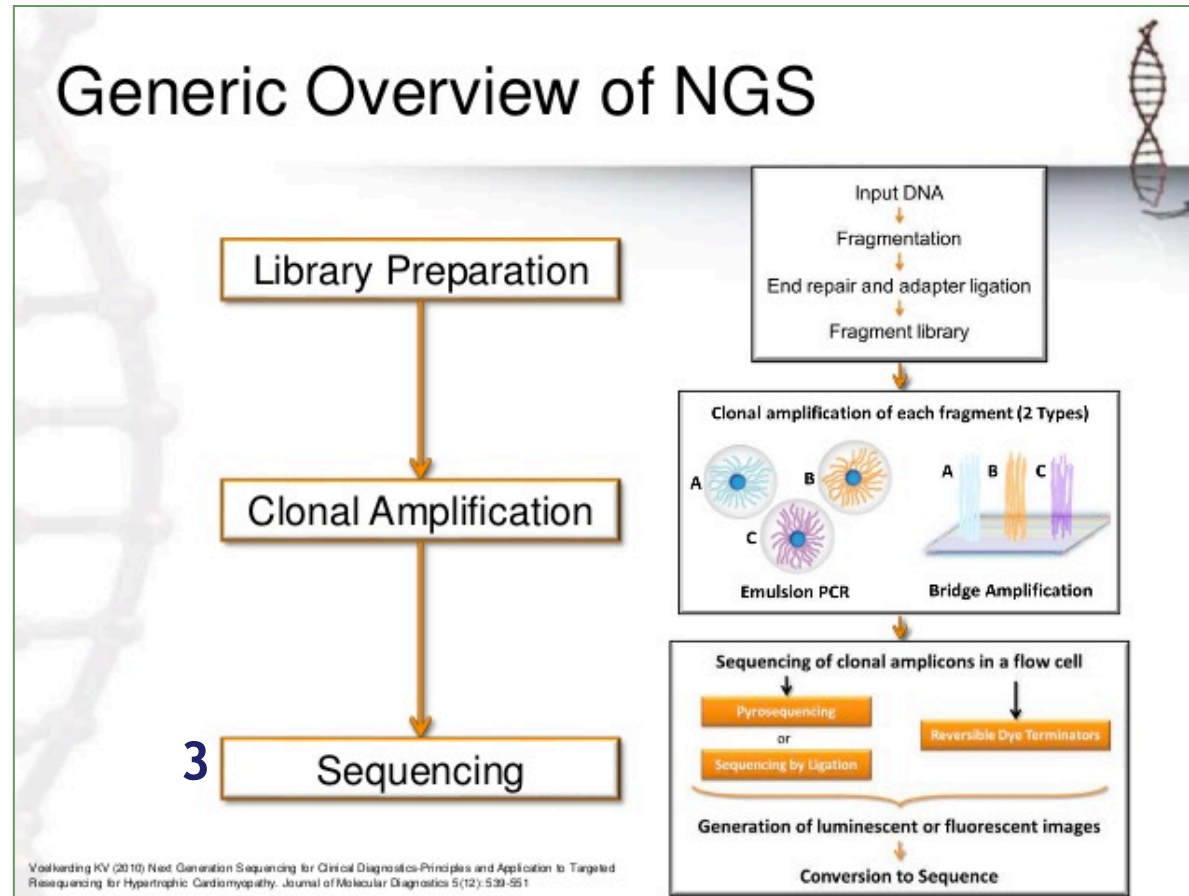 Generic Overview of NGS
Library Preparation
Clonal Amplification
3
Sequencing
Input DNA
Fragmentation
End repair and adapter ligation
Fragment library
Clonal amplification of each fragment (2 Types)
A
B
C
Emulsion PCR
A B C
Bridge Amplification
Sequencing of clonal amplicons in a flow cell
Pyrosequencing
or
Sequencing by Ligation
Reversible Dye Terminators
Generation of luminescent or fluorescent images
Conversion to Sequence
Voelkerding KV (2010) Next Generation Sequencing for Clinical Diagnostics-Principles and Application to Targeted
Resequencing for Hypertrophic Cardiomyopathy. Journal of Molecular Diagnostics 5(12): 539-551